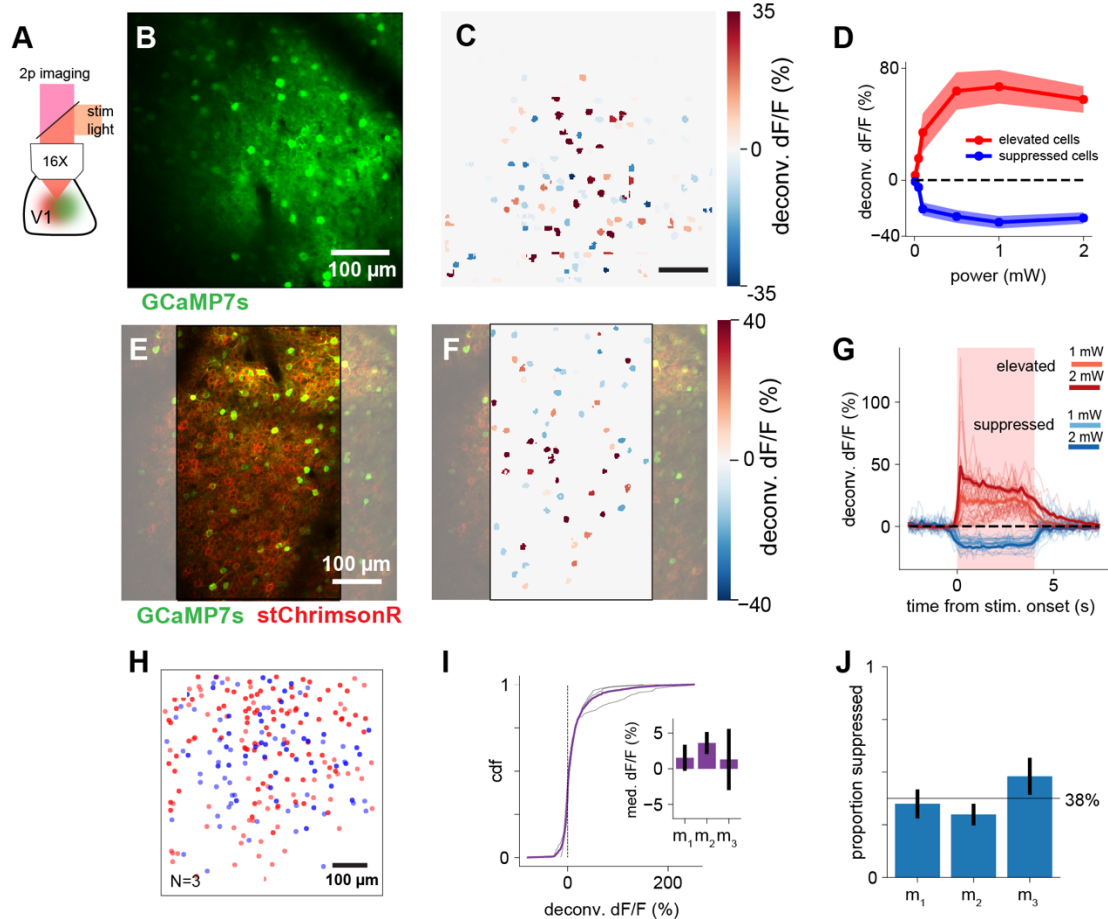 A
2p imaging
stim
light
16X
V1
B
100 µm
GCaMP7s
C
35
0
-35
deconv. dF/F (%)
D
deconv. dF/F (%)
80
0
−40
elevated cells
suppressed cells
0
1
2
power (mW)
E
100 µm
GCaMP7s stChrimsonR
F
40
0
−40
deconv. dF/F (%)
G
deconv. dF/F (%)
100
50
0
elevated
1 mW
2 mW
suppressed
1 mW
2 mW
0
5
time from stim. onset (s)
H
N=3
100 µm
I
cdf
1
0
0
200
deconv. dF/F (%)
med. dF/F (%)
5
0
−5
m1 m2 m3
J
proportion suppressed
1
0
38%
m1 m2 m3